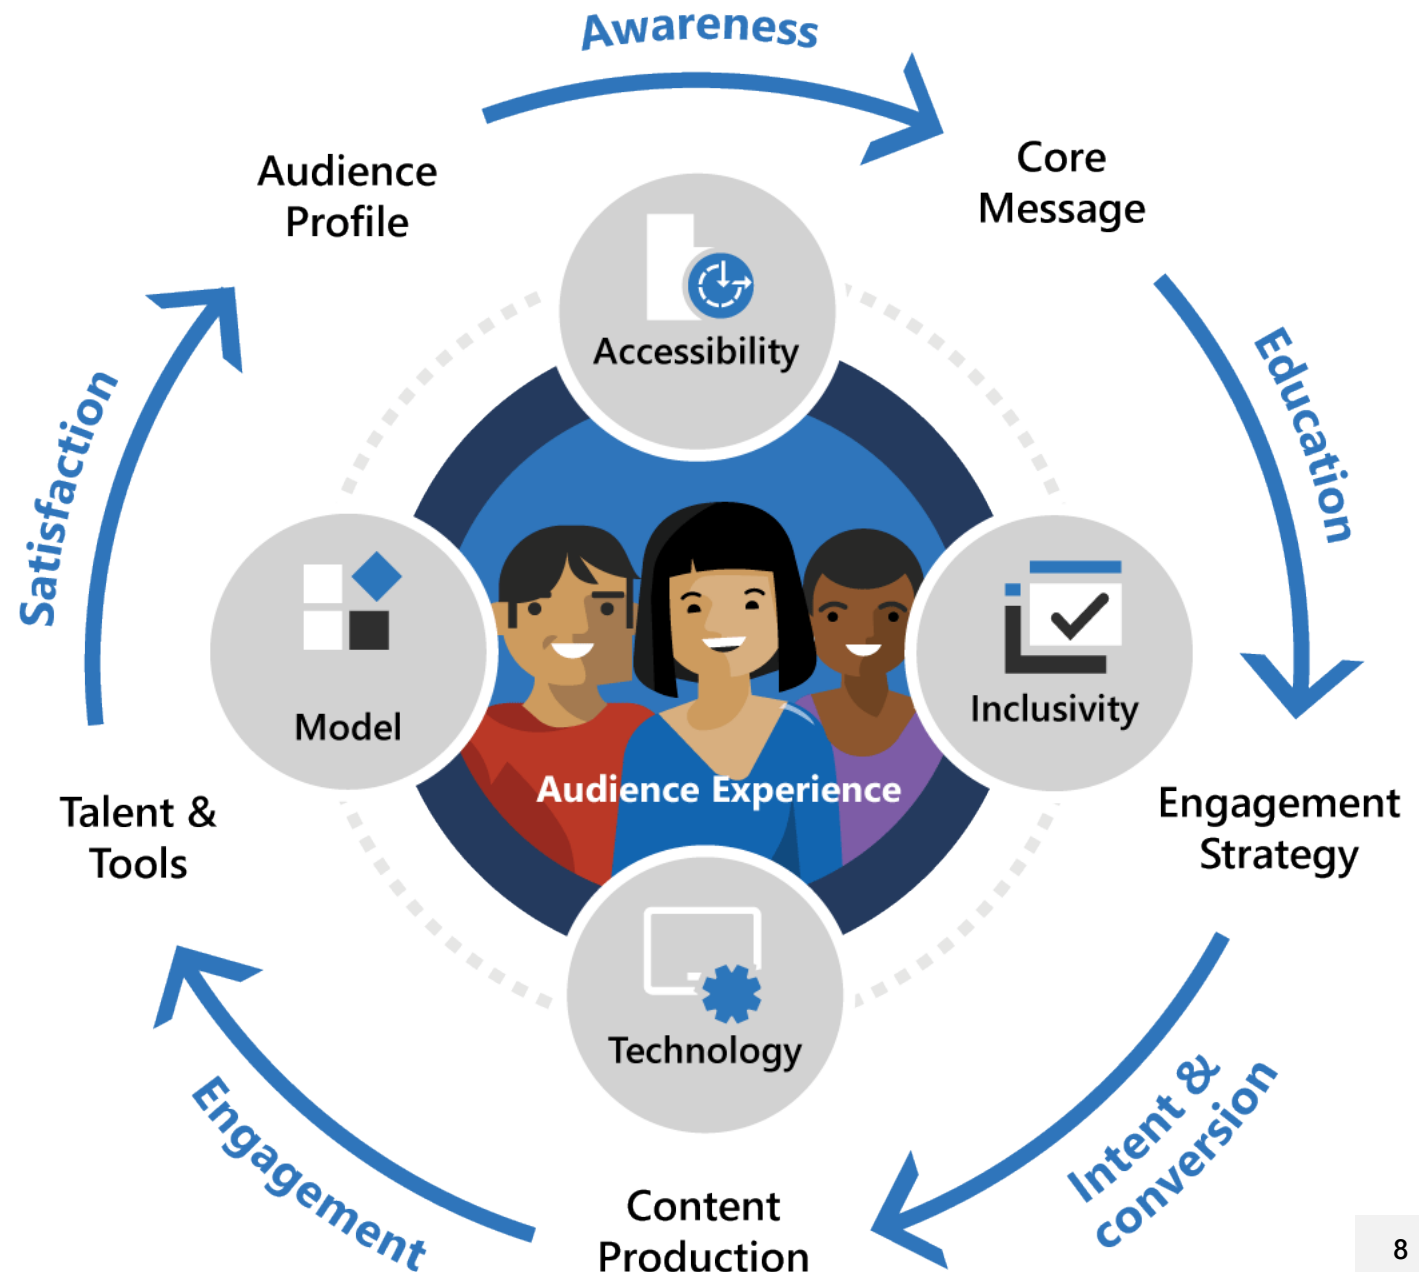 Awareness
Audience
Profile
Core
Message
Accessibility
Education
Satisfaction
Model
Inclusivity
Audience Experience
Talent &
Tools
Engagement
Strategy
Technology
Intent &
conversion
Engagement
Content
Production
8